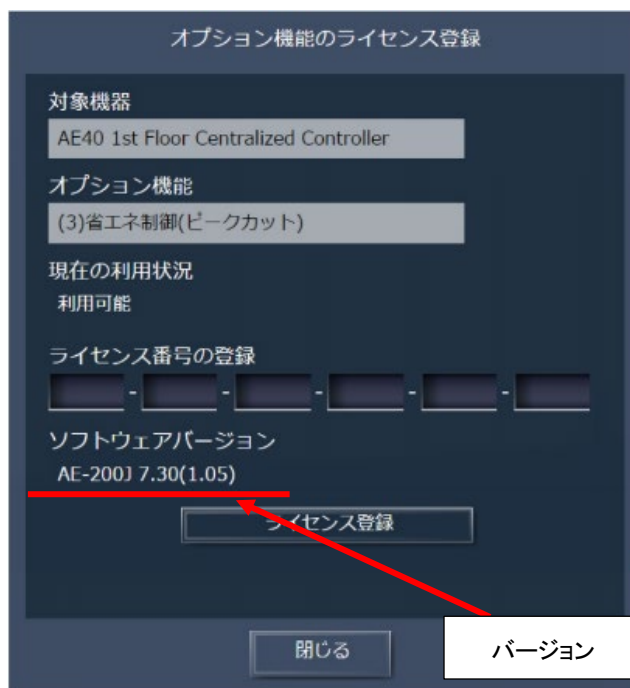 オプション機能のライセンス登録
対象機器
AE40 1st Floor Centralized Controller
オプション機能
(3)省エネ制御(ピークカット)
現在の利用状況
利用可能
ライセンス番号の登録
- - - - -
ソフトウェアバージョン
AE-200J 7.30(1.05)
ライセンス登録
閉じる
バージョン